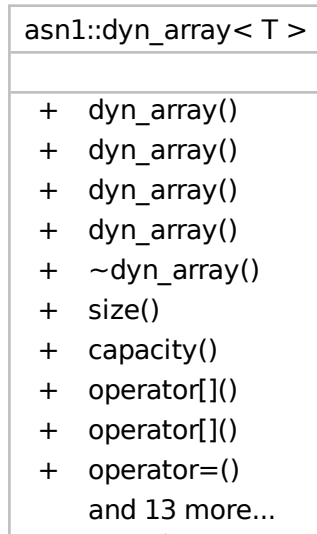 asn1::dyn_array< T >
+ dyn_array()
+ dyn_array()
+ dyn_array()
+ dyn_array()
+ ~dyn_array()
+ size()
+ capacity()
+ operator[]()
+ operator[]()
+ operator=()
and 13 more...